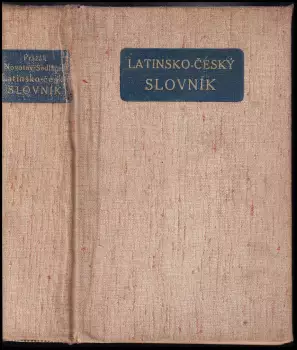 Pražák
Novotný-Sedláček
Latinsko-český
SLOVNÍK
LATINSKO-ČESKÝ
SLOVNÍK